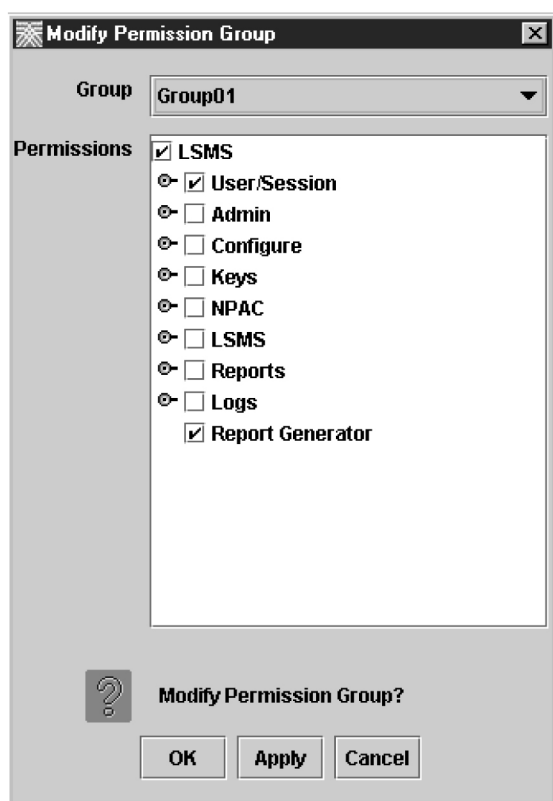 Modify Permission Group
Group Group01
Permissions LSMS
User/Session
Admin
Configure
Keys
NPAC
LSMS
Reports
Logs
Report Generator
Modify Permission Group?
OK Apply Cancel